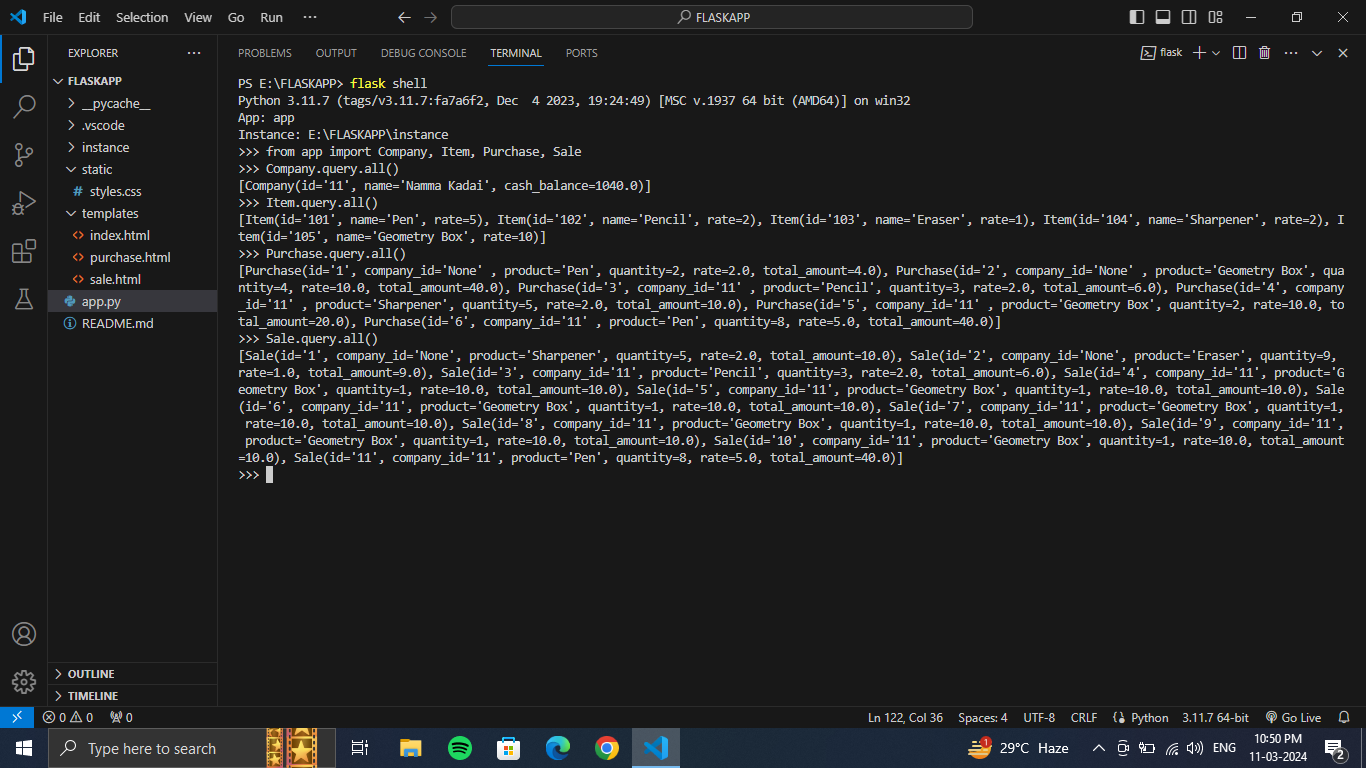 File Edit Selection View Go Run ··· FLASKAPP
EXPLORER ···
FLASKAPP
__pycache__
.vscode
instance
static
# styles.css
templates
<> index.html
<> purchase.html
<> sale.html
app.py
README.md
OUTLINE
TIMELINE
PROBLEMS OUTPUT DEBUG CONSOLE TERMINAL PORTS flask
PS E:\FLASKAPP> flask shell
Python 3.11.7 (tags/v3.11.7:fa7a6f2, Dec  4 2023, 19:24:49) [MSC v.1937 64 bit (AMD64)] on win32
App: app
Instance: E:\FLASKAPP\instance
>>> from app import Company, Item, Purchase, Sale
>>> Company.query.all()
[Company(id='11', name='Namma Kadai', cash_balance=1040.0)]
>>> Item.query.all()
[Item(id='101', name='Pen', rate=5), Item(id='102', name='Pencil', rate=2), Item(id='103', name='Eraser', rate=1), Item(id='104', name='Sharpener', rate=2), I
tem(id='105', name='Geometry Box', rate=10)]
>>> Purchase.query.all()
[Purchase(id='1', company_id='None' , product='Pen', quantity=2, rate=2.0, total_amount=4.0), Purchase(id='2', company_id='None' , product='Geometry Box', qua
ntity=4, rate=10.0, total_amount=40.0), Purchase(id='3', company_id='11' , product='Pencil', quantity=3, rate=2.0, total_amount=6.0), Purchase(id='4', company
_id='11' , product='Sharpener', quantity=5, rate=2.0, total_amount=10.0), Purchase(id='5', company_id='11' , product='Geometry Box', quantity=2, rate=10.0, to
tal_amount=20.0), Purchase(id='6', company_id='11' , product='Pen', quantity=8, rate=5.0, total_amount=40.0)]
>>> Sale.query.all()
[Sale(id='1', company_id='None', product='Sharpener', quantity=5, rate=2.0, total_amount=10.0), Sale(id='2', company_id='None', product='Eraser', quantity=9,
rate=1.0, total_amount=9.0), Sale(id='3', company_id='11', product='Pencil', quantity=3, rate=2.0, total_amount=6.0), Sale(id='4', company_id='11', product='G
eometry Box', quantity=1, rate=10.0, total_amount=10.0), Sale(id='5', company_id='11', product='Geometry Box', quantity=1, rate=10.0, total_amount=10.0), Sale
(id='6', company_id='11', product='Geometry Box', quantity=1, rate=10.0, total_amount=10.0), Sale(id='7', company_id='11', product='Geometry Box', quantity=1,
 rate=10.0, total_amount=10.0), Sale(id='8', company_id='11', product='Geometry Box', quantity=1, rate=10.0, total_amount=10.0), Sale(id='9', company_id='11',
 product='Geometry Box', quantity=1, rate=10.0, total_amount=10.0), Sale(id='10', company_id='11', product='Geometry Box', quantity=1, rate=10.0, total_amount
=10.0), Sale(id='11', company_id='11', product='Pen', quantity=8, rate=5.0, total_amount=40.0)]
>>>
0 0 0 Ln 122, Col 36 Spaces: 4 UTF-8 CRLF Python 3.11.7 64-bit Go Live
Type here to search 1 29°C Haze ENG 10:50 PM
11-03-2024 2